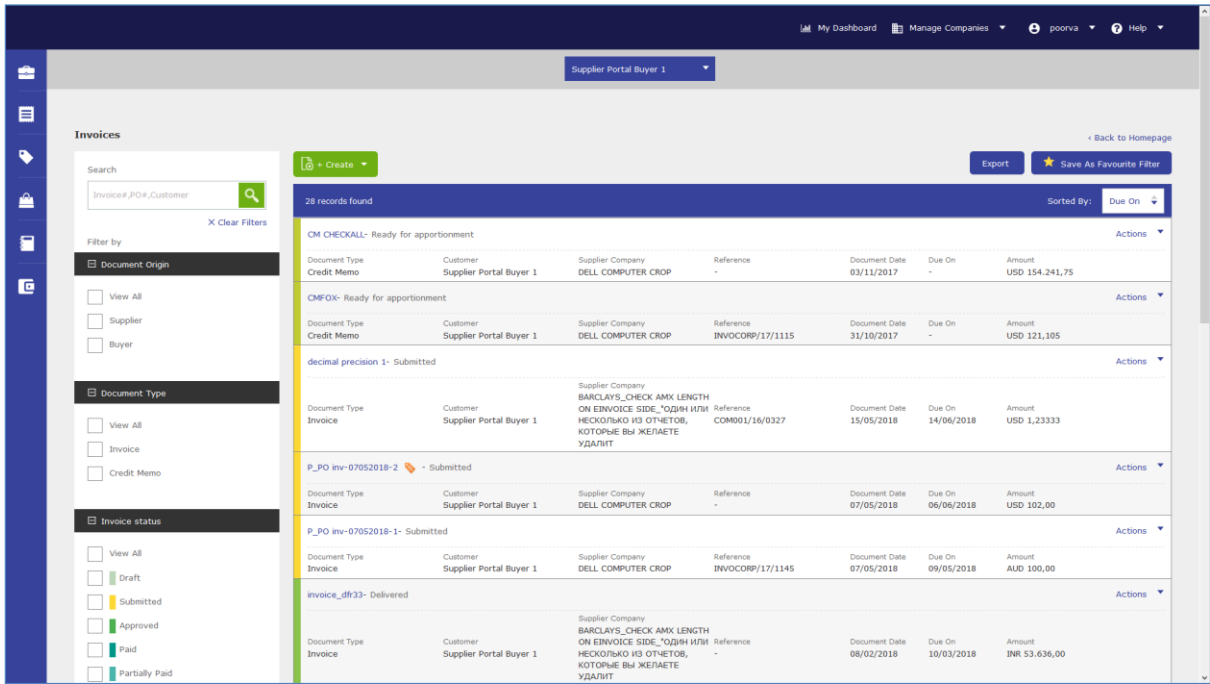 My Dashboard Manage Companies poorva Help
Supplier Portal Buyer 1
Invoices
‹ Back to Homepage
Search
Invoice#,PO#,Customer
X Clear Filters
Filter by
Document Origin
View All
Supplier
Buyer
Document Type
View All
Invoice
Credit Memo
Invoice status
View All
Draft
Submitted
Approved
Paid
Partially Paid
+ Create
Export Save As Favourite Filter
28 records found Sorted By: Due On
CM CHECKALL- Ready for apportionment Actions
Document Type Customer Supplier Company Reference Document Date Due On Amount
Credit Memo Supplier Portal Buyer 1 DELL COMPUTER CROP - 03/11/2017 - USD 154.241,75
CMFOX- Ready for apportionment Actions
Document Type Customer Supplier Company Reference Document Date Due On Amount
Credit Memo Supplier Portal Buyer 1 DELL COMPUTER CROP INVOCORP/17/1115 31/10/2017 - USD 121,105
decimal precision 1- Submitted Actions
Supplier Company
BARCLAYS_CHECK AMX LENGTH
Document Type Customer ON EINVOICE SIDE_"ОДИН ИЛИ Reference Document Date Due On Amount
Invoice Supplier Portal Buyer 1 НЕСКОЛЬКО ИЗ ОТЧЕТОВ, COM001/16/0327 15/05/2018 14/06/2018 USD 1,23333
КОТОРЫЕ ВЫ ЖЕЛАЕТЕ
УДАЛИТ
P_PO inv-07052018-2 - Submitted Actions
Document Type Customer Supplier Company Reference Document Date Due On Amount
Invoice Supplier Portal Buyer 1 DELL COMPUTER CROP - 07/05/2018 06/06/2018 USD 102,00
P_PO inv-07052018-1- Submitted Actions
Document Type Customer Supplier Company Reference Document Date Due On Amount
Invoice Supplier Portal Buyer 1 DELL COMPUTER CROP INVOCORP/17/1145 07/05/2018 09/05/2018 AUD 100,00
invoice_dfr33- Delivered Actions
Supplier Company
BARCLAYS_CHECK AMX LENGTH
Document Type Customer ON EINVOICE SIDE_"ОДИН ИЛИ Reference Document Date Due On Amount
Invoice Supplier Portal Buyer 1 НЕСКОЛЬКО ИЗ ОТЧЕТОВ, - 08/02/2018 10/03/2018 INR 53.636,00
КОТОРЫЕ ВЫ ЖЕЛАЕТЕ
УДАЛИТ